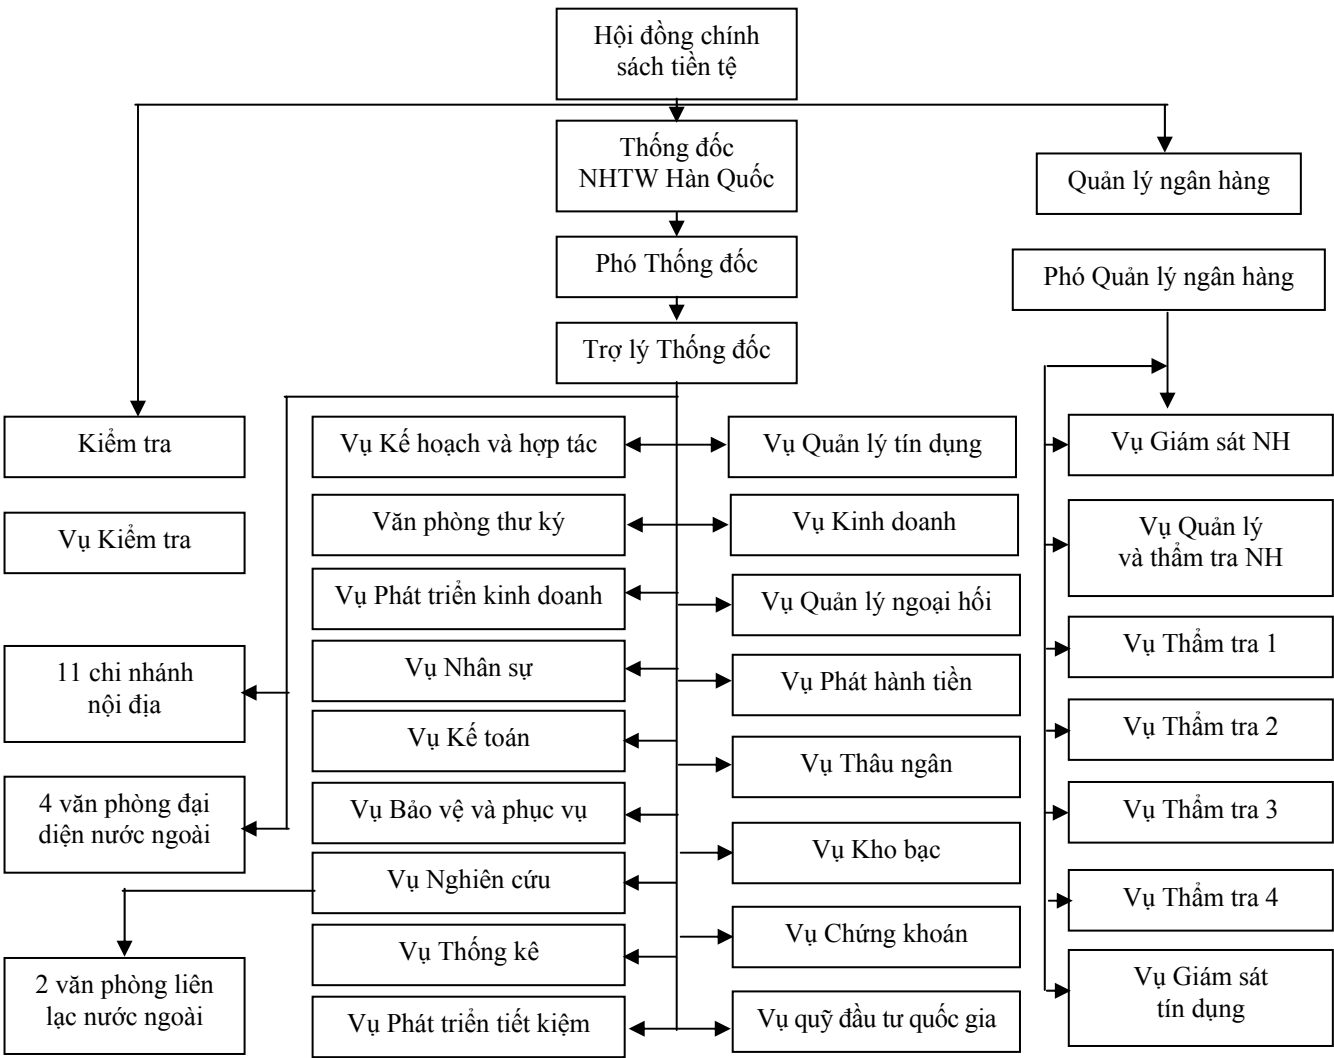 Hội đồng chính
sách tiền tệ
Thống đốc
NHTW Hàn Quốc
Quản lý ngân hàng
Phó Thống đốc
Phó Quản lý ngân hàng
Trợ lý Thống đốc
Kiểm tra
Vụ Kế hoạch và hợp tác
Vụ Quản lý tín dụng
Vụ Giám sát NH
Vụ Kiểm tra
Văn phòng thư ký
Vụ Kinh doanh
Vụ Quản lý
và thẩm tra NH
Vụ Phát triển kinh doanh
Vụ Quản lý ngoại hối
11 chi nhánh
nội địa
Vụ Nhân sự
Vụ Phát hành tiền
Vụ Thẩm tra 1
Vụ Kế toán
Vụ Thâu ngân
Vụ Thẩm tra 2
4 văn phòng đại
diện nước ngoài
Vụ Bảo vệ và phục vụ
Vụ Kho bạc
Vụ Thẩm tra 3
Vụ Nghiên cứu
Vụ Chứng khoán
Vụ Thẩm tra 4
2 văn phòng liên
lạc nước ngoài
Vụ Thống kê
Vụ Phát triển tiết kiệm
Vụ quỹ đầu tư quốc gia
Vụ Giám sát
tín dụng